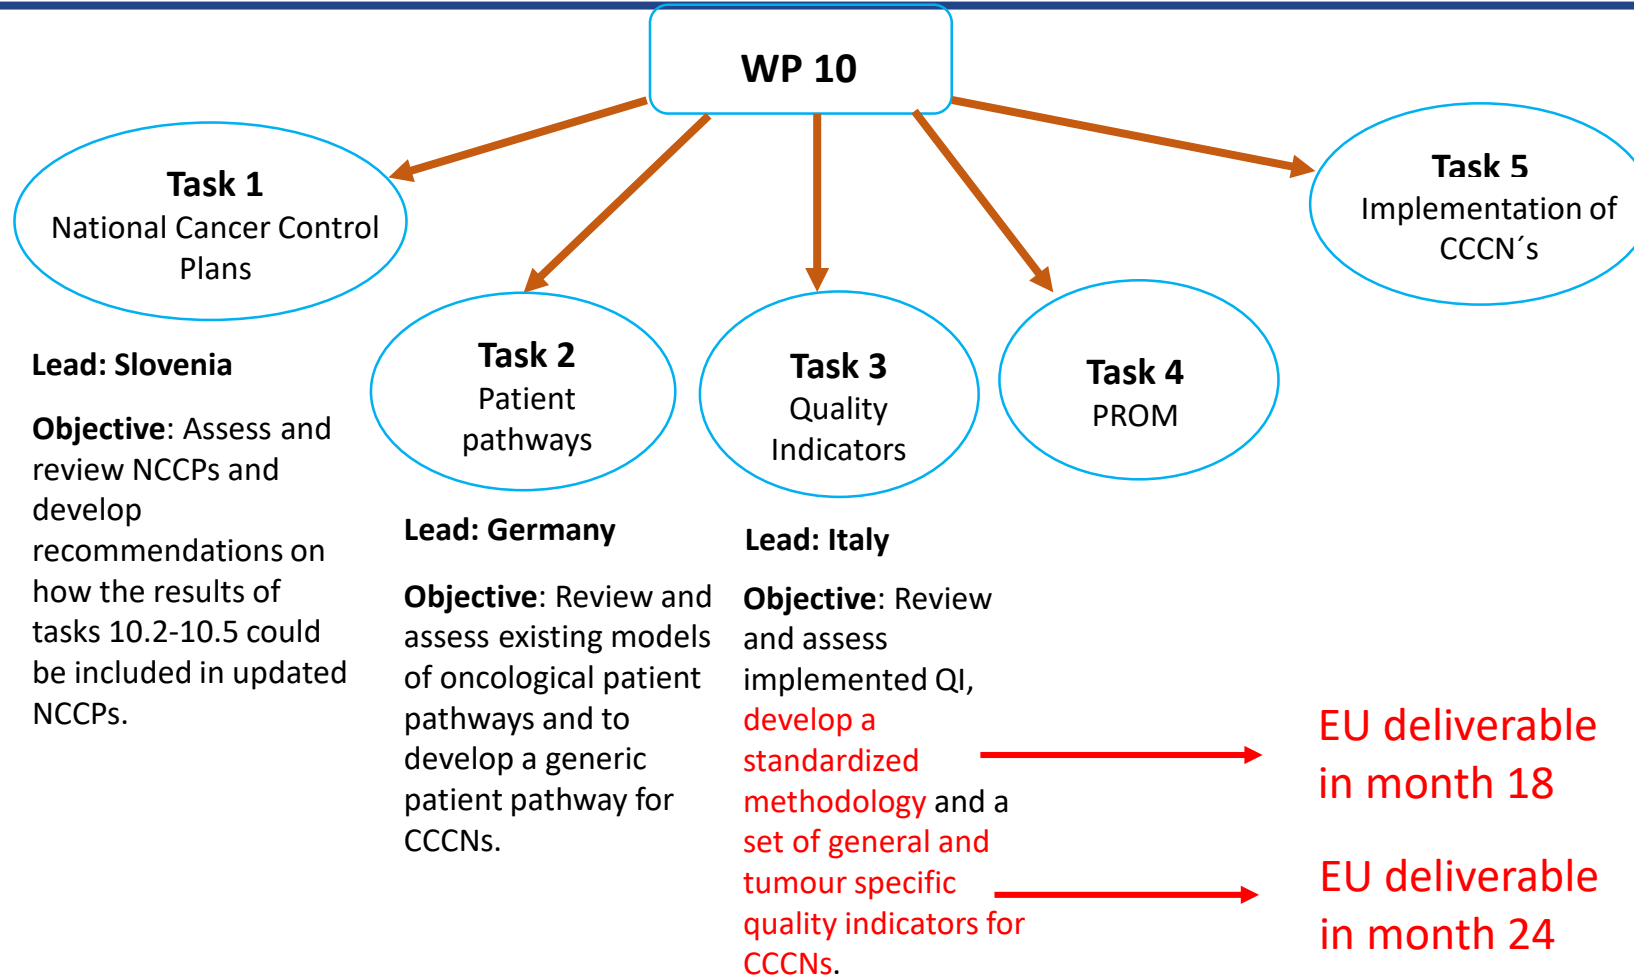 WP 10
Task 1
National Cancer Control
Plans
Lead: Slovenia
Objective: Assess and
review NCCPs and
develop
recommendations on
how the results of
tasks 10.2-10.5 could
be included in updated
NCCPs.
Task 2
Patient
pathways
Lead: Germany
Objective: Review and
assess existing models
of oncological patient
pathways and to
develop a generic
patient pathway for
CCCNs.
Task 3
Quality
Indicators
Lead: Italy
Objective: Review
and assess
implemented QI,
develop a
standardized
methodology and a
set of general and
tumour specific
quality indicators for
CCCNs.
Task 4
PROM
Task 5
Implementation of
CCCN´s
EU deliverable
in month 18
EU deliverable
in month 24